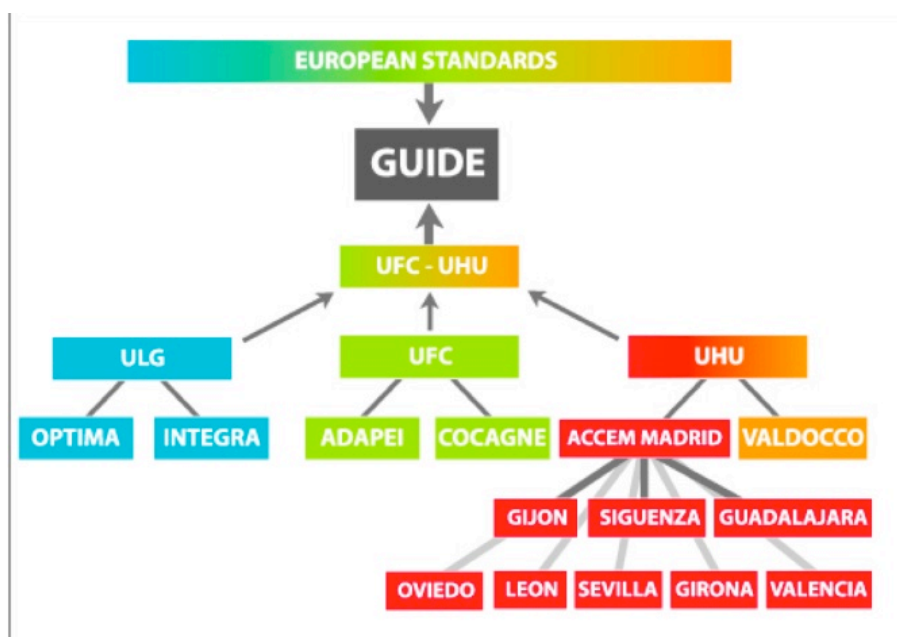 EUROPEAN STANDARDS
GUIDE
UFC - UHU
ULG
UFC
UHU
OPTIMA
INTEGRA
ADAPEI
COCAGNE
ACCEM MADRID
VALDOCCO
GIJON
SIGUENZA
GUADALAJARA
OVIEDO
LEON
SEVILLA
GIRONA
VALENCIA